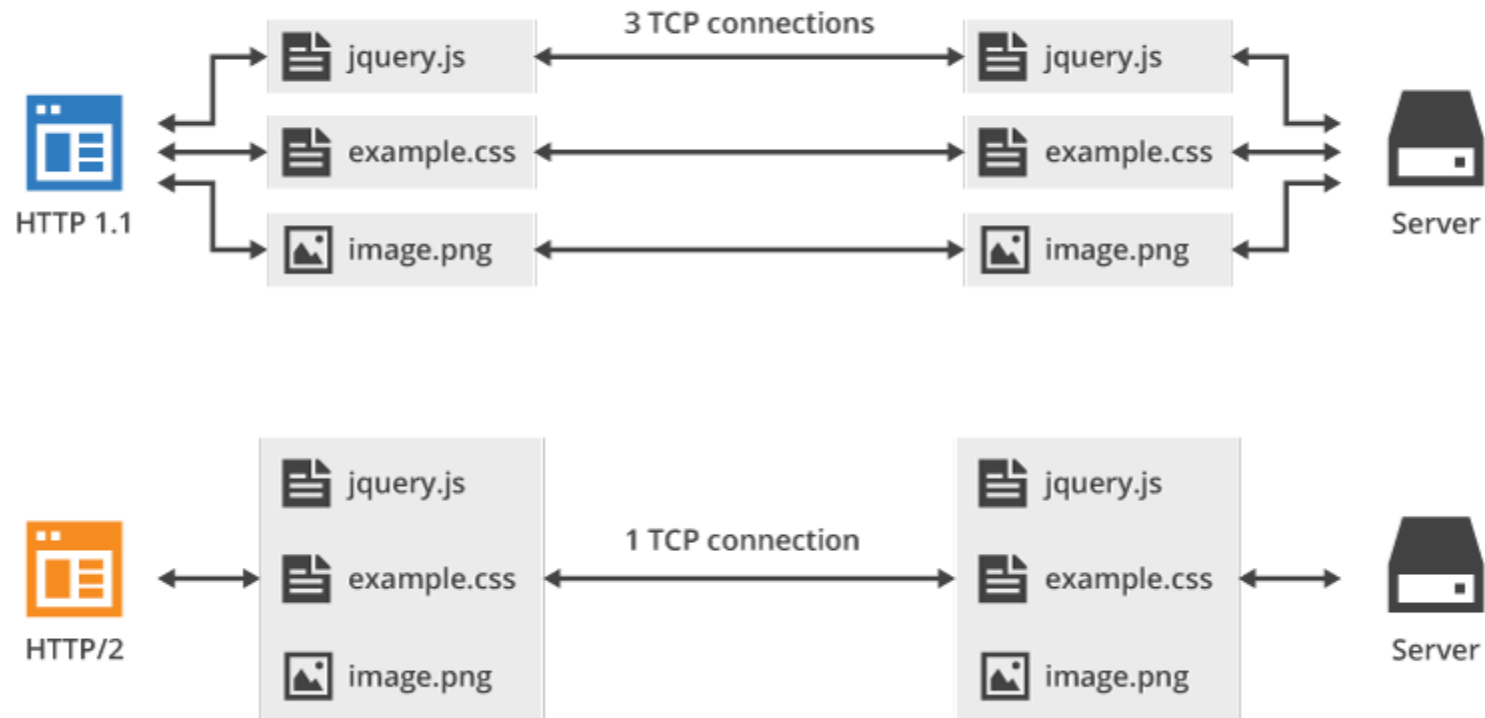 3 TCP connections
jquery.js
jquery.js
example.css
example.css
HTTP 1.1
Server
image.png
image.png
jquery.js
jquery.js
1 TCP connection
example.css
example.css
HTTP/2
Server
image.png
image.png